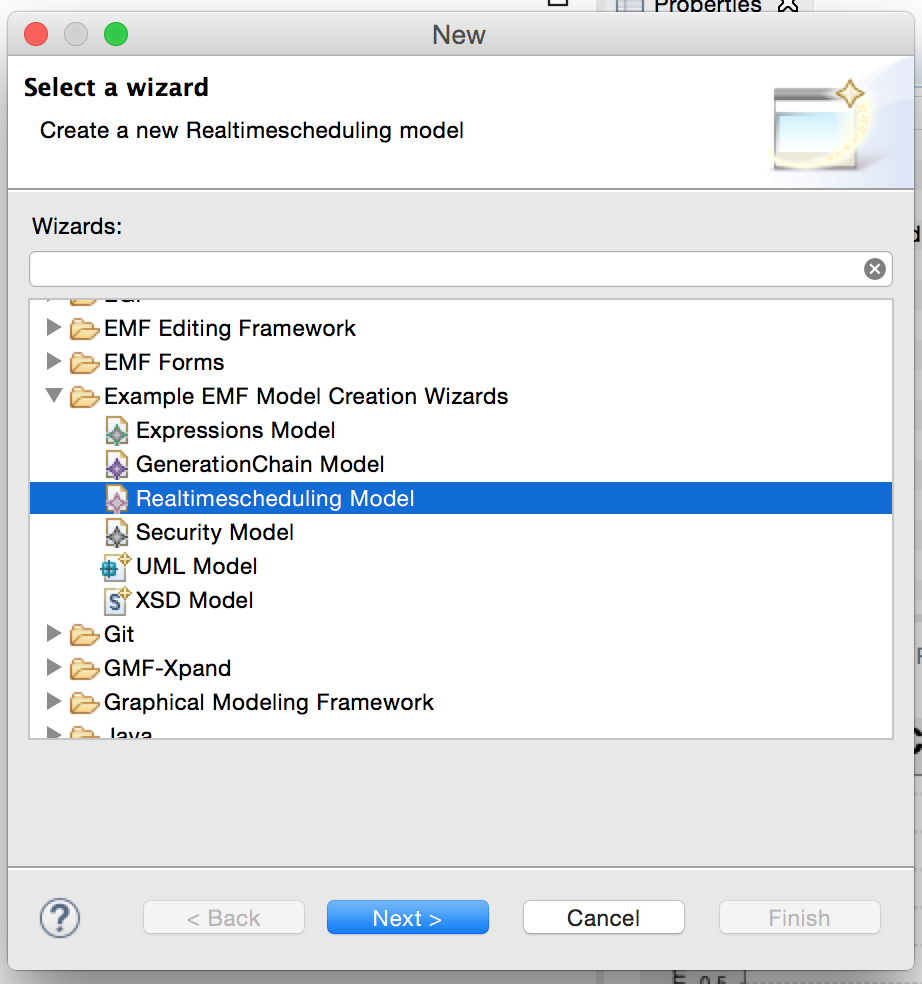 Properties
New
Select a wizard
Create a new Realtimescheduling model
Wizards:
EMF Editing Framework
EMF Forms
Example EMF Model Creation Wizards
Expressions Model
GenerationChain Model
Realtimescheduling Model
Security Model
UML Model
XSD Model
Git
GMF-Xpand
Graphical Modeling Framework
Java
< Back
Next >
Cancel
Finish
0.5